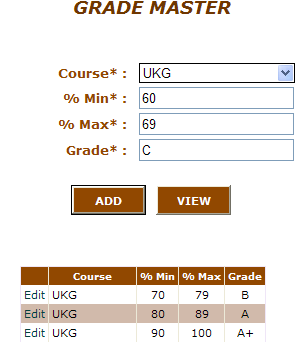 GRADE MASTER
Course* : UKG
% Min* : 60
% Max* : 69
Grade* : C
ADD VIEW
Course % Min % Max Grade
Edit UKG 70 79 B
Edit UKG 80 89 A
Edit UKG 90 100 A+